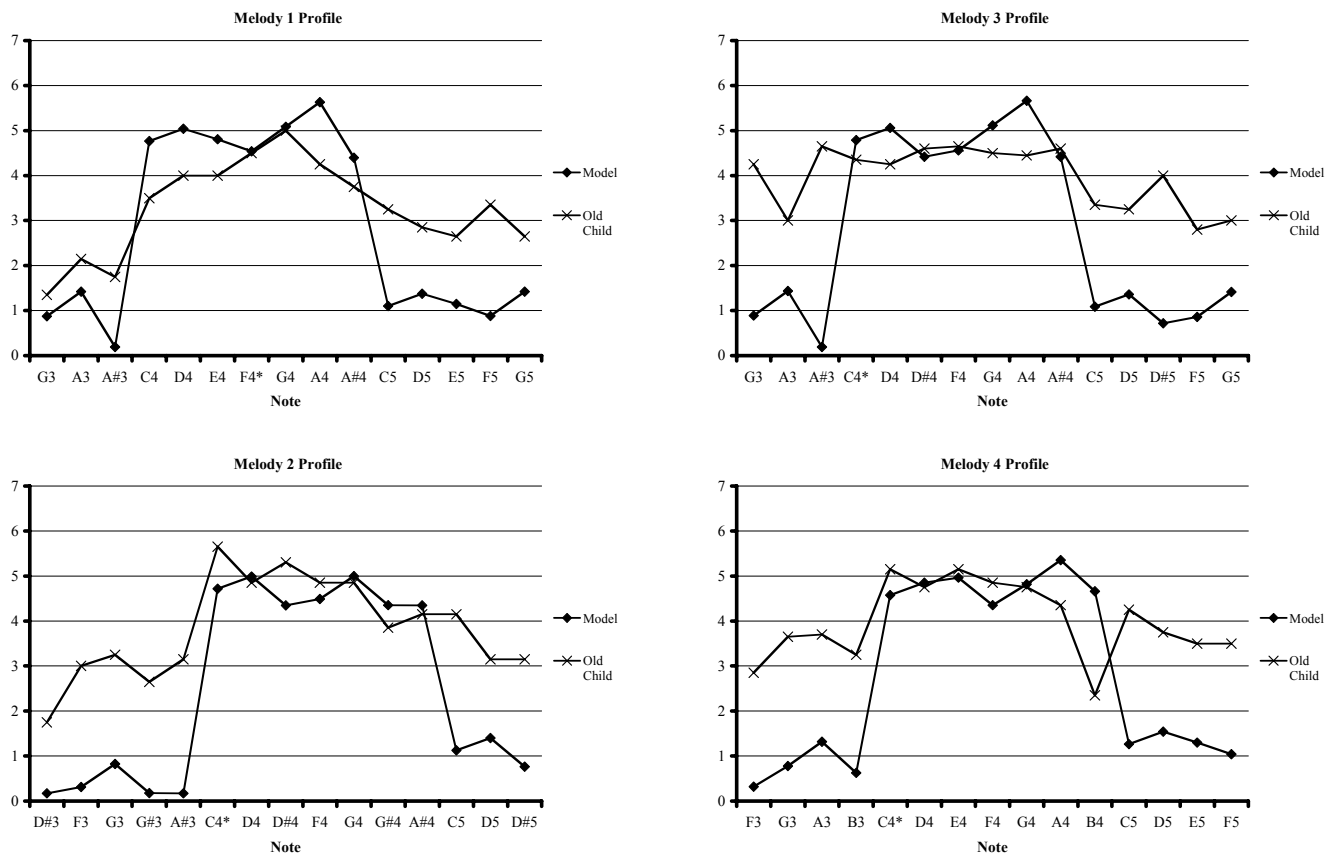 Melody 1 Profile
7
6
5
4
3
2
1
0
G3 A3 A#3 C4 D4 E4 F4* G4 A4 A#4 C5 D5 E5 F5 G5
Note
Model
Old
Child
Melody 3 Profile
7
6
5
4
3
2
1
0
G3 A3 A#3 C4* D4 D#4 F4 G4 A4 A#4 C5 D5 D#5 F5 G5
Note
Model
Old
Child
Melody 2 Profile
7
6
5
4
3
2
1
0
D#3 F3 G3 G#3 A#3 C4* D4 D#4 F4 G4 G#4 A#4 C5 D5 D#5
Note
Model
Old
Child
Melody 4 Profile
7
6
5
4
3
2
1
0
F3 G3 A3 B3 C4* D4 E4 F4 G4 A4 B4 C5 D5 E5 F5
Note
Model
Old
Child